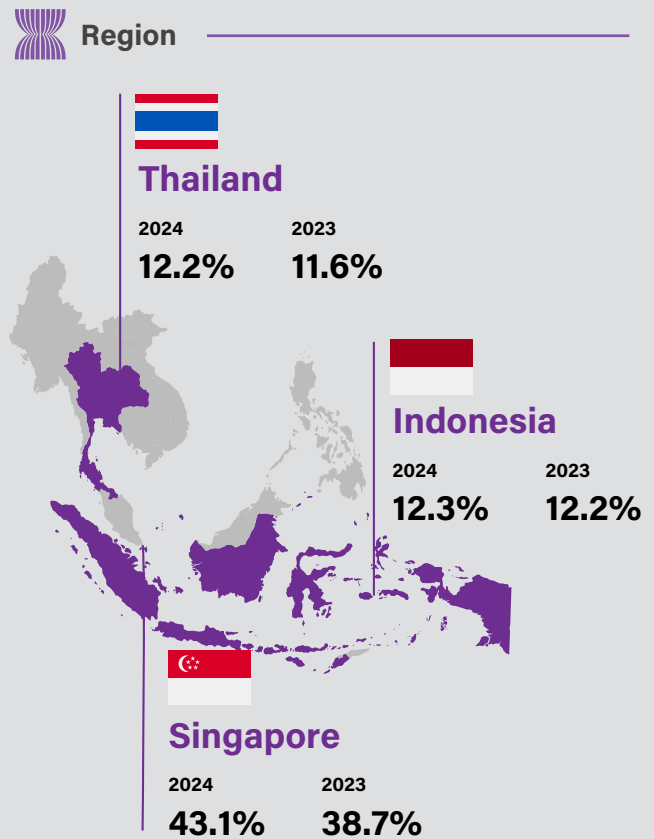 Region
Thailand
2024 2023
12.2% 11.6%
Indonesia
2024 2023
12.3% 12.2%
Singapore
2024 2023
43.1% 38.7%